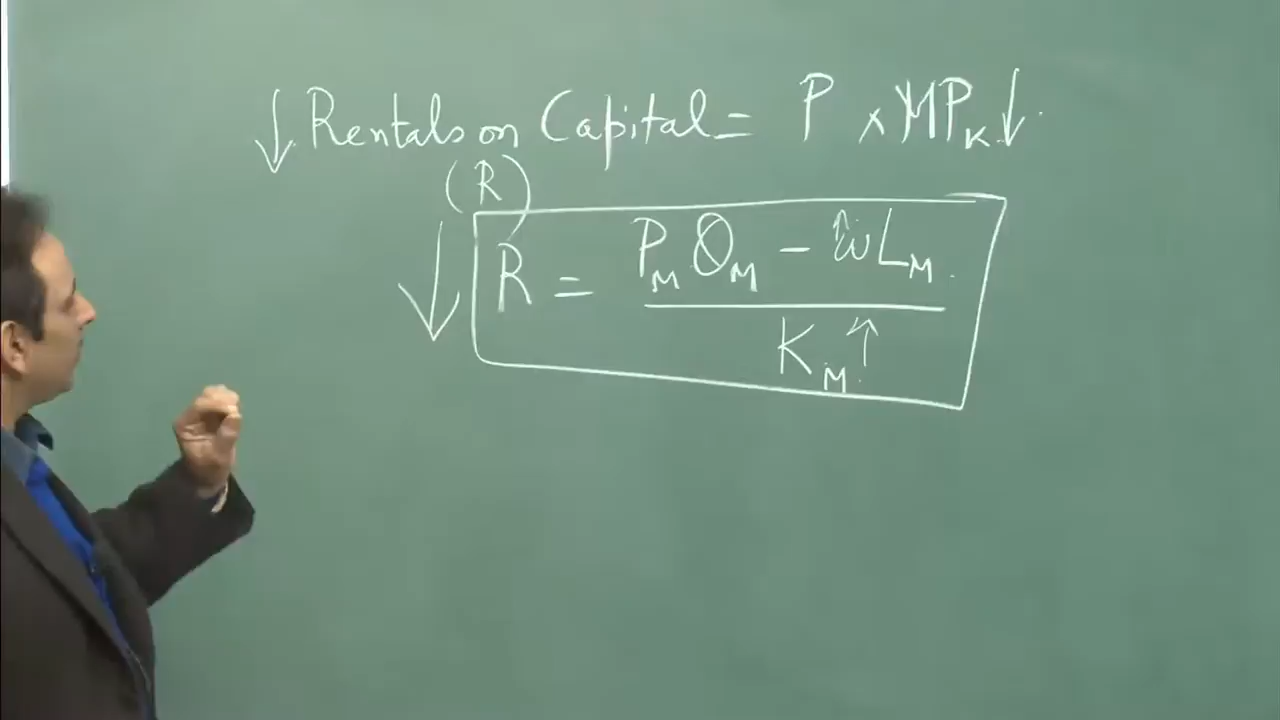 ↓ Rentals on Capital = P × MP_K ↓
(R)
↓ R = P_M Q_M - w↑ L_M
K_M ↑